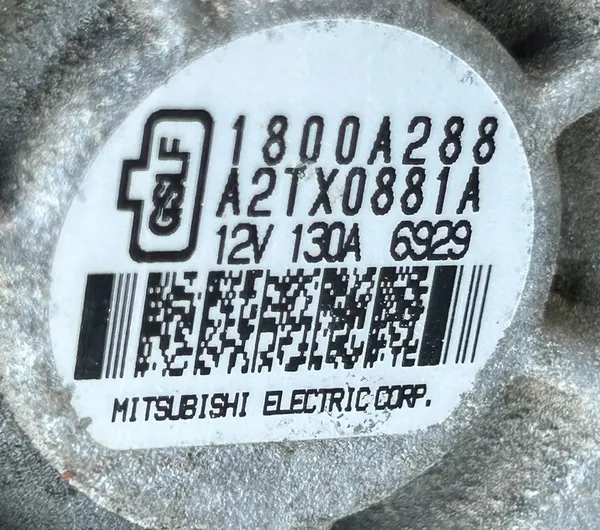 1800A288
A2TX0881A
12V 130A 6929
MITSUBISHI ELECTRIC CORP.